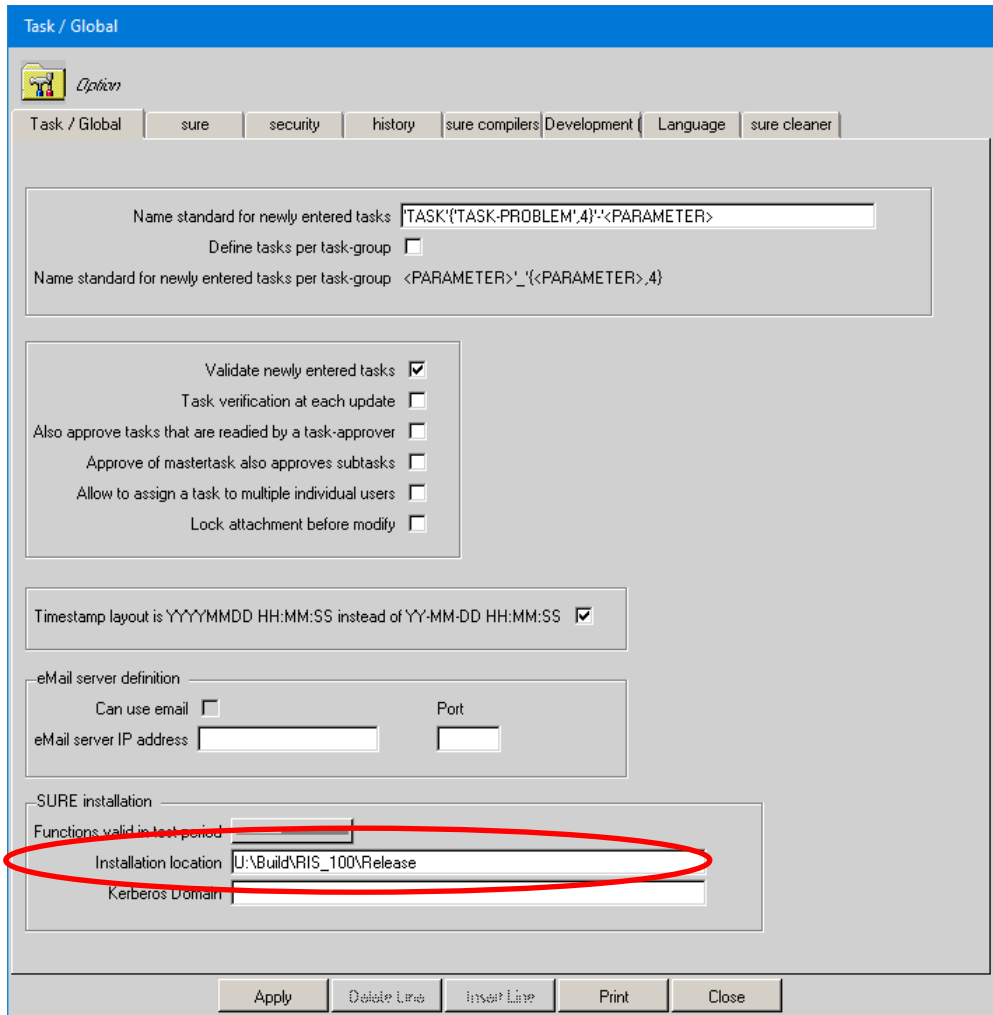 Task / Global
Option
Task / Global sure security history sure compilers Development ( Language sure cleaner
Name standard for newly entered tasks 'TASK'{'TASK-PROBLEM',4}'-'<PARAMETER>
Define tasks per task-group
Name standard for newly entered tasks per task-group <PARAMETER>'_'{<PARAMETER>,4}
Validate newly entered tasks
Task verification at each update
Also approve tasks that are readied by a task-approver
Approve of mastertask also approves subtasks
Allow to assign a task to multiple individual users
Lock attachment before modify
Timestamp layout is YYYYMMDD HH:MM:SS instead of YY-MM-DD HH:MM:SS
eMail server definition
Can use email Port
eMail server IP address
SURE installation
Functions valid in test period
Installation location U:\Build\RIS_100\Release
Kerberos Domain
Apply Delete Line Insert Line Print Close